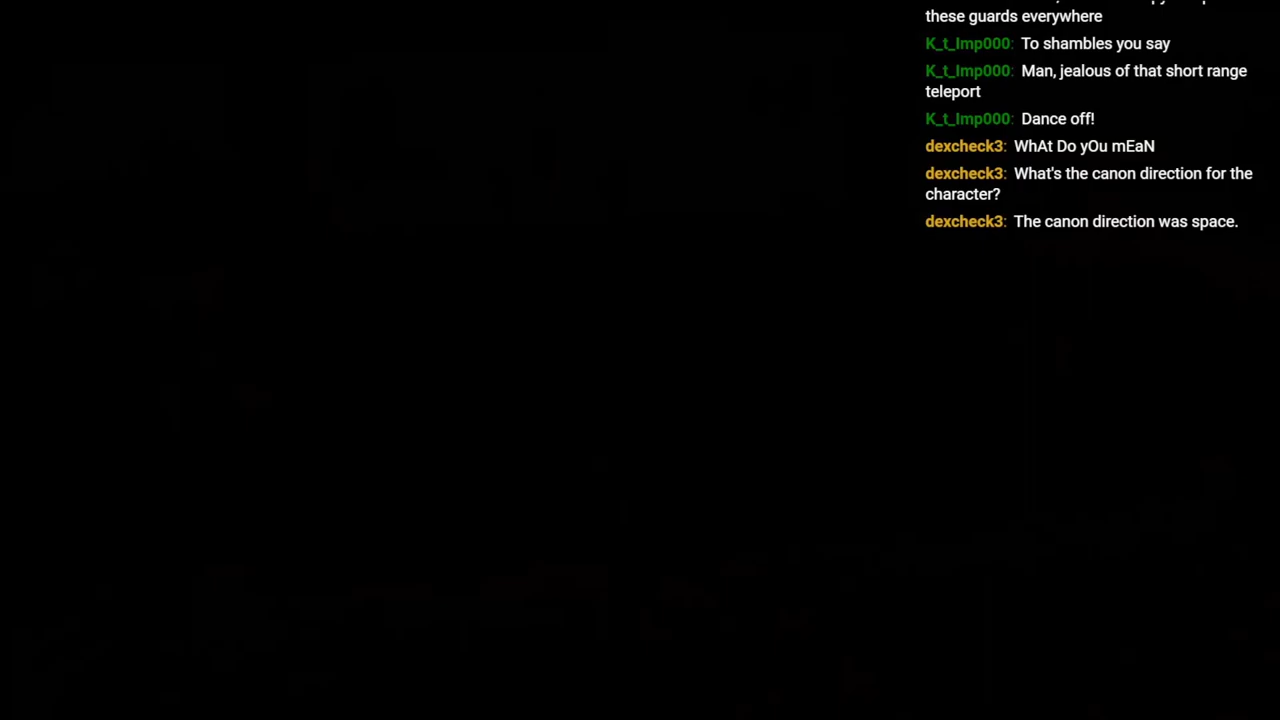 these guards everywhere
K_t_Imp000: To shambles you say
K_t_Imp000: Man, jealous of that short range
teleport
K_t_Imp000: Dance off!
dexcheck3: WhAt Do yOu mEaN
dexcheck3: What's the canon direction for the
character?
dexcheck3: The canon direction was space.